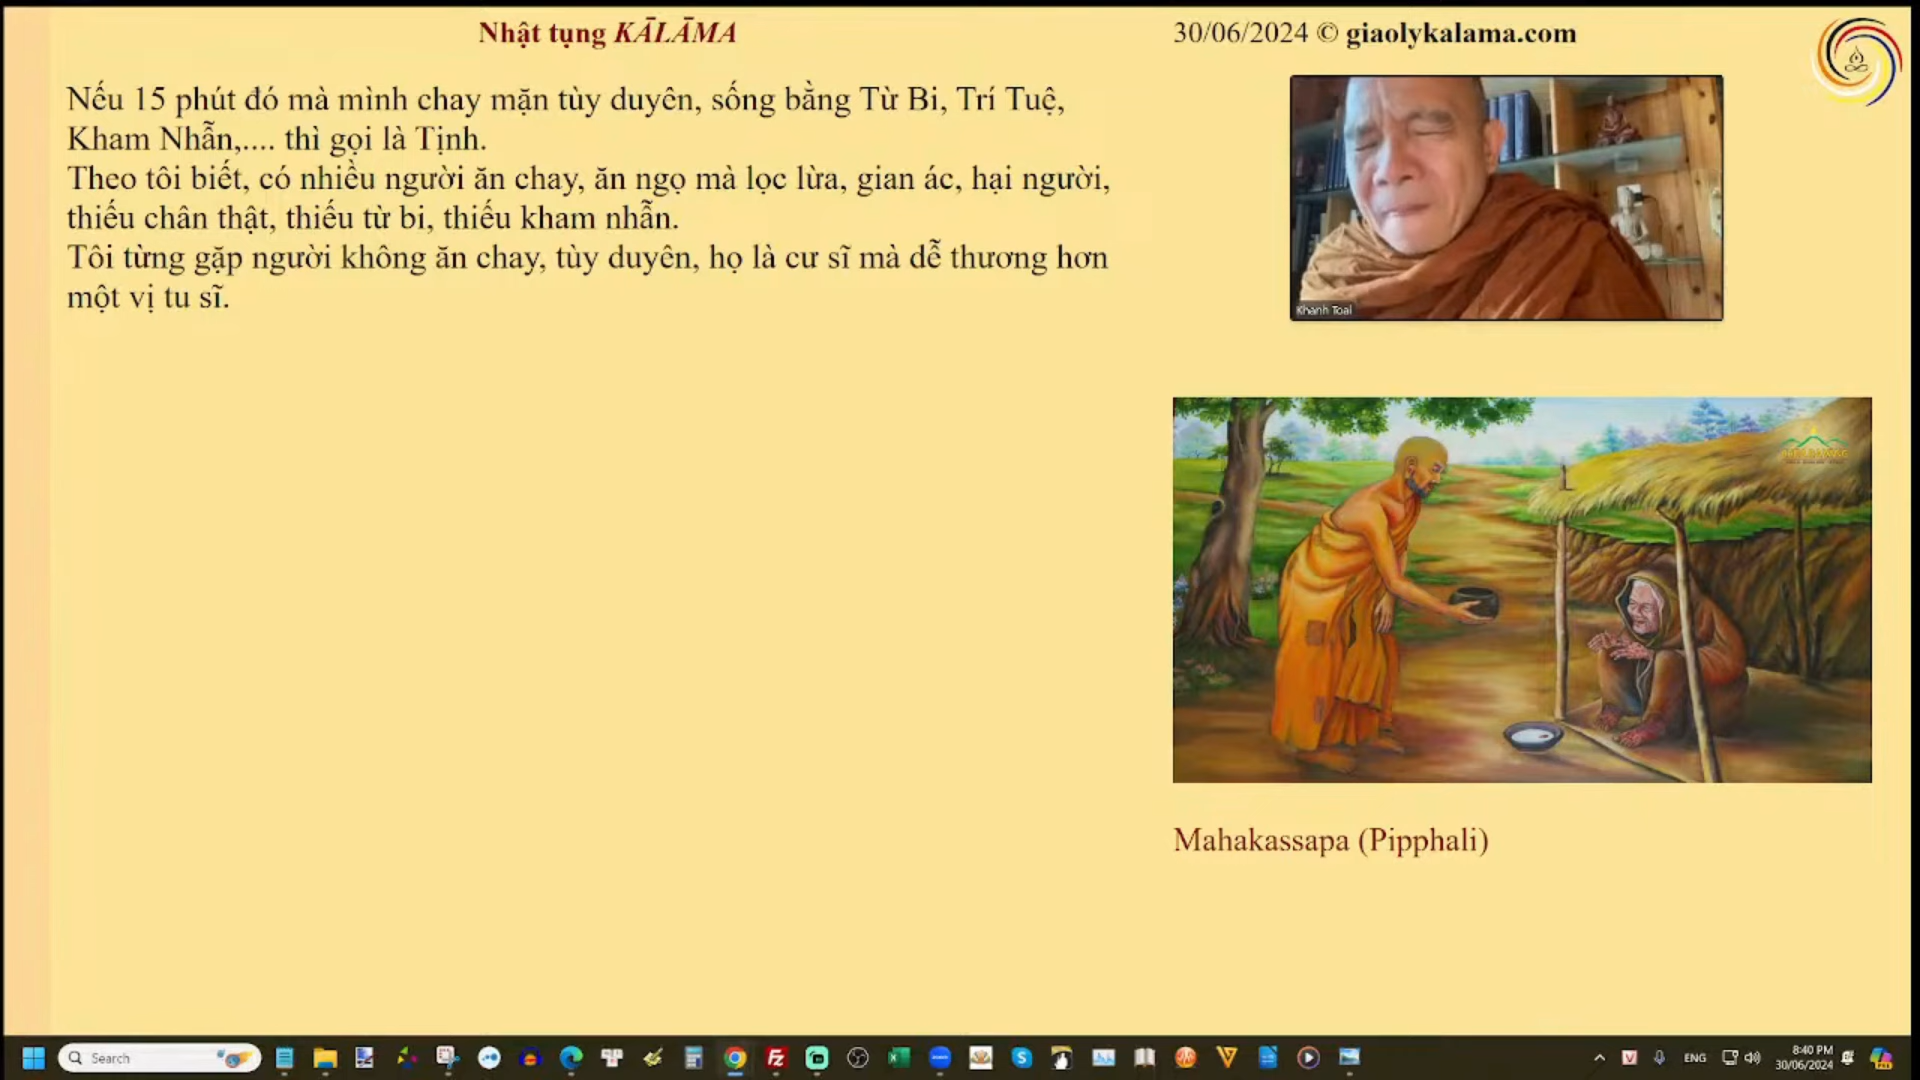 Nhật tụng KĀLĀMA
30/06/2024 © giaolykalama.com
Nếu 15 phút đó mà mình chay mặn tùy duyên, sống bằng Từ Bi, Trí Tuệ,
Kham Nhẫn,.... thì gọi là Tịnh.
Theo tôi biết, có nhiều người ăn chay, ăn ngọ mà lọc lừa, gian ác, hại người,
thiếu chân thật, thiếu từ bi, thiếu kham nhẫn.
Tôi từng gặp người không ăn chay, tùy duyên, họ là cư sĩ mà dễ thương hơn
một vị tu sĩ.
Khanh Toai
Mahakassapa (Pipphali)
Search
ENG
8:40 PM
30/06/2024